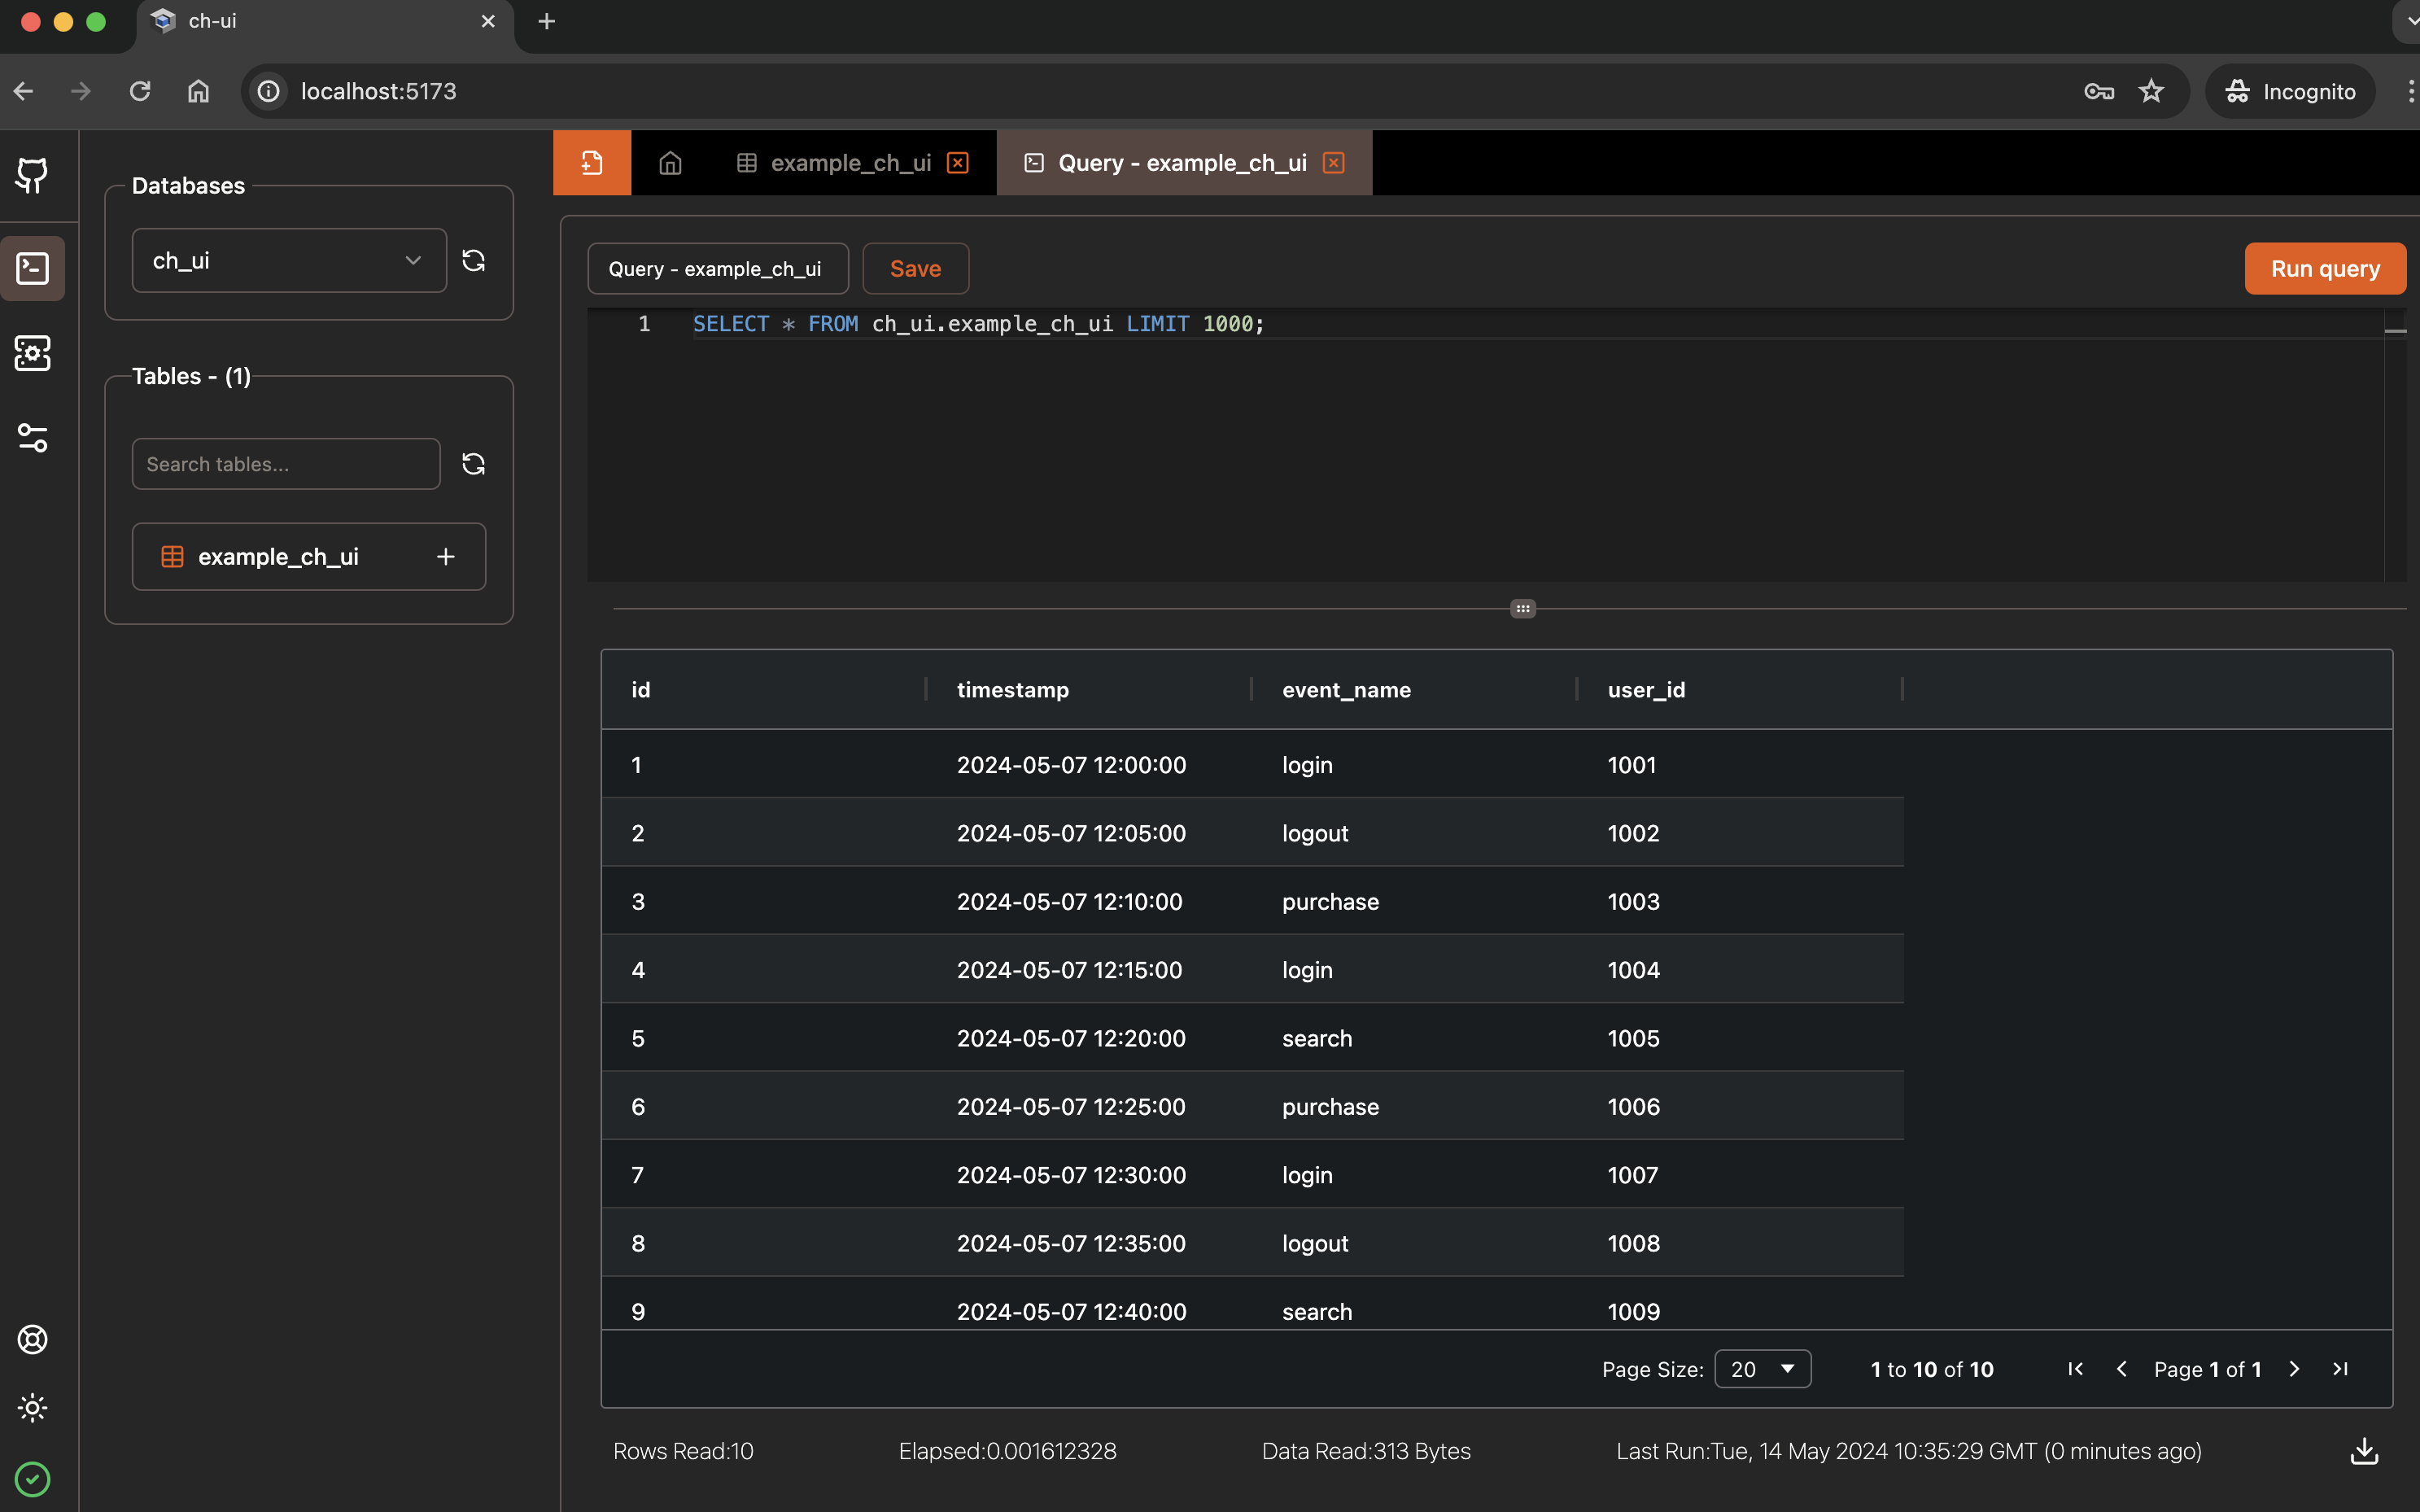 ch-ui
localhost:5173
Incognito
example_ch_ui
Query - example_ch_ui
Databases
ch_ui
Tables - (1)
Search tables...
example_ch_ui
Query - example_ch_ui
Save
Run query
1 SELECT * FROM ch_ui.example_ch_ui LIMIT 1000;
id timestamp event_name user_id
1 2024-05-07 12:00:00 login 1001
2 2024-05-07 12:05:00 logout 1002
3 2024-05-07 12:10:00 purchase 1003
4 2024-05-07 12:15:00 login 1004
5 2024-05-07 12:20:00 search 1005
6 2024-05-07 12:25:00 purchase 1006
7 2024-05-07 12:30:00 login 1007
8 2024-05-07 12:35:00 logout 1008
9 2024-05-07 12:40:00 search 1009
Page Size: 20 1 to 10 of 10 Page 1 of 1
Rows Read:10 Elapsed:0.001612328 Data Read:313 Bytes Last Run:Tue, 14 May 2024 10:35:29 GMT (0 minutes ago)